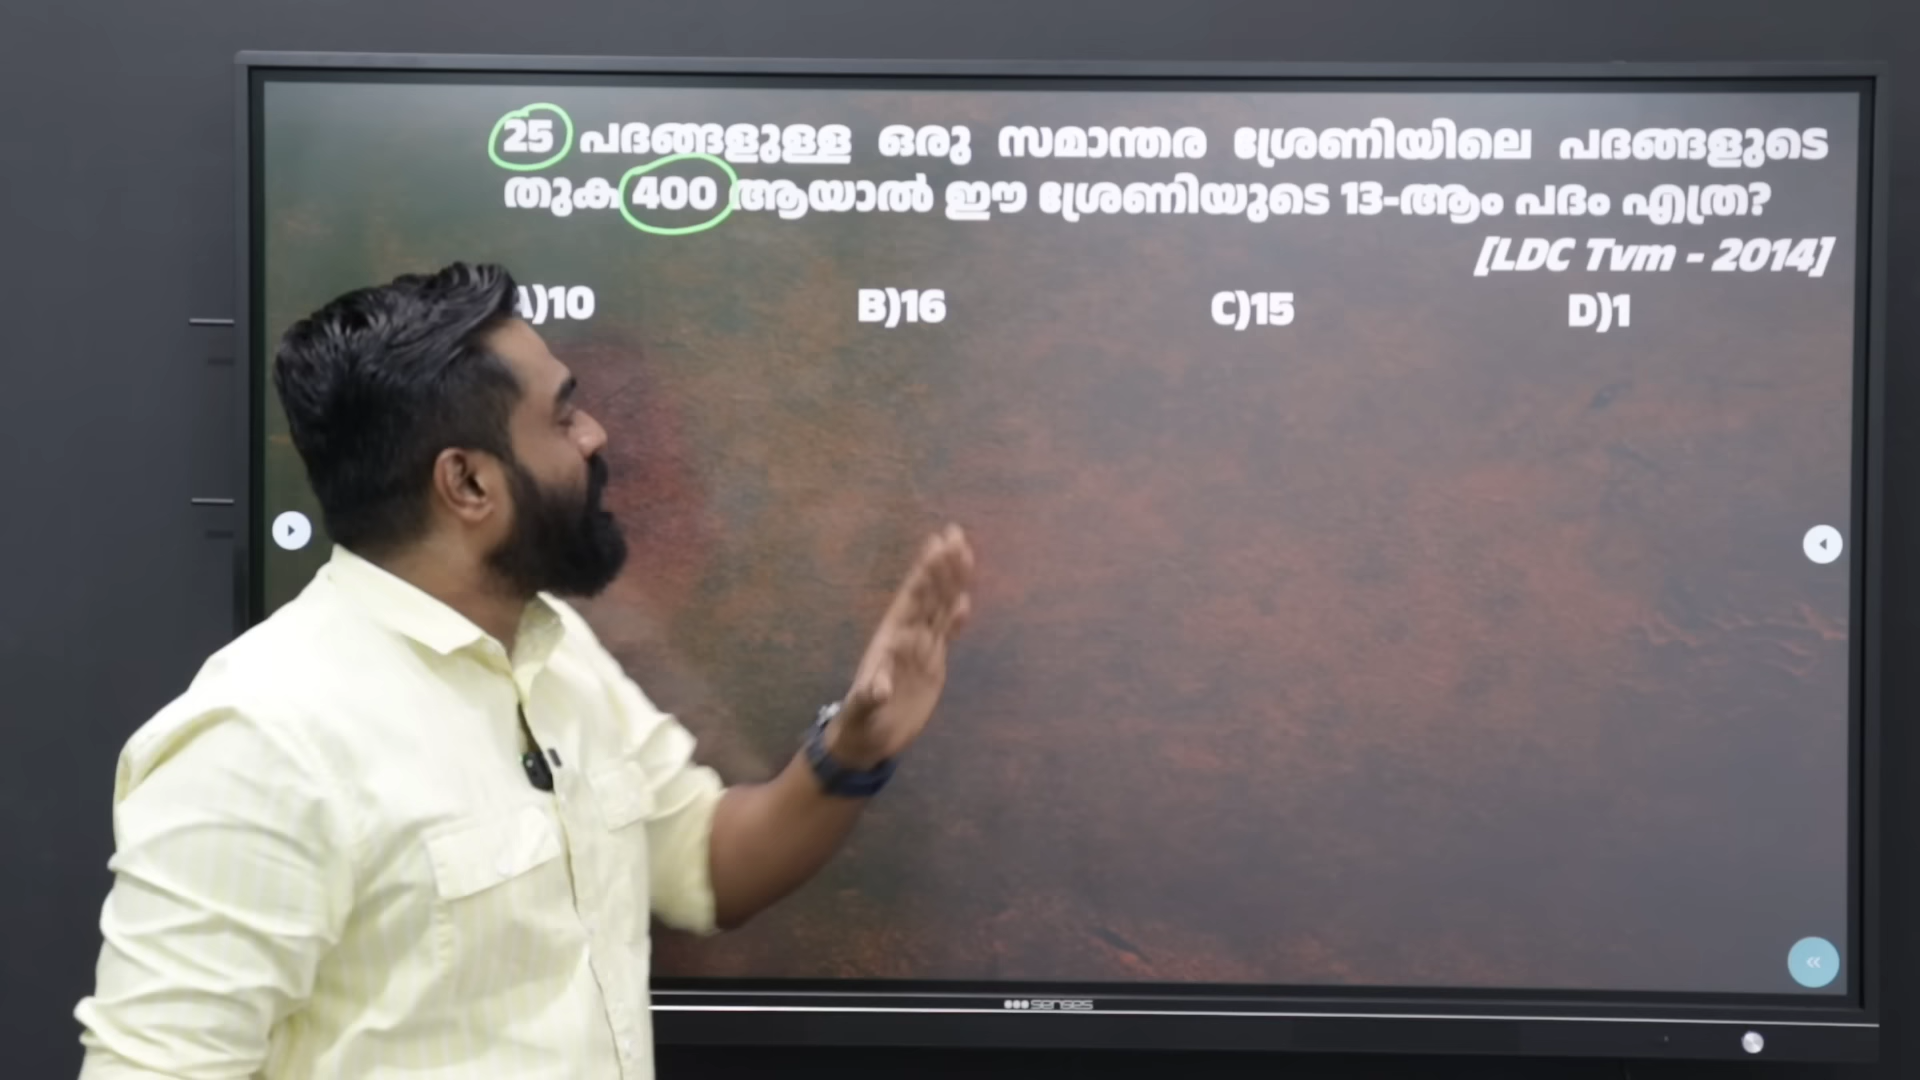 25 പദങ്ങളുള്ള ഒരു സമാന്തര ശ്രേണിയിലെ പദങ്ങളുടെ
തുക 400 ആയാൽ ഈ ശ്രേണിയുടെ 13-ആം പദം എത്ര?
[LDC Tvm - 2014]
A)10 B)16 C)15 D)1
senses